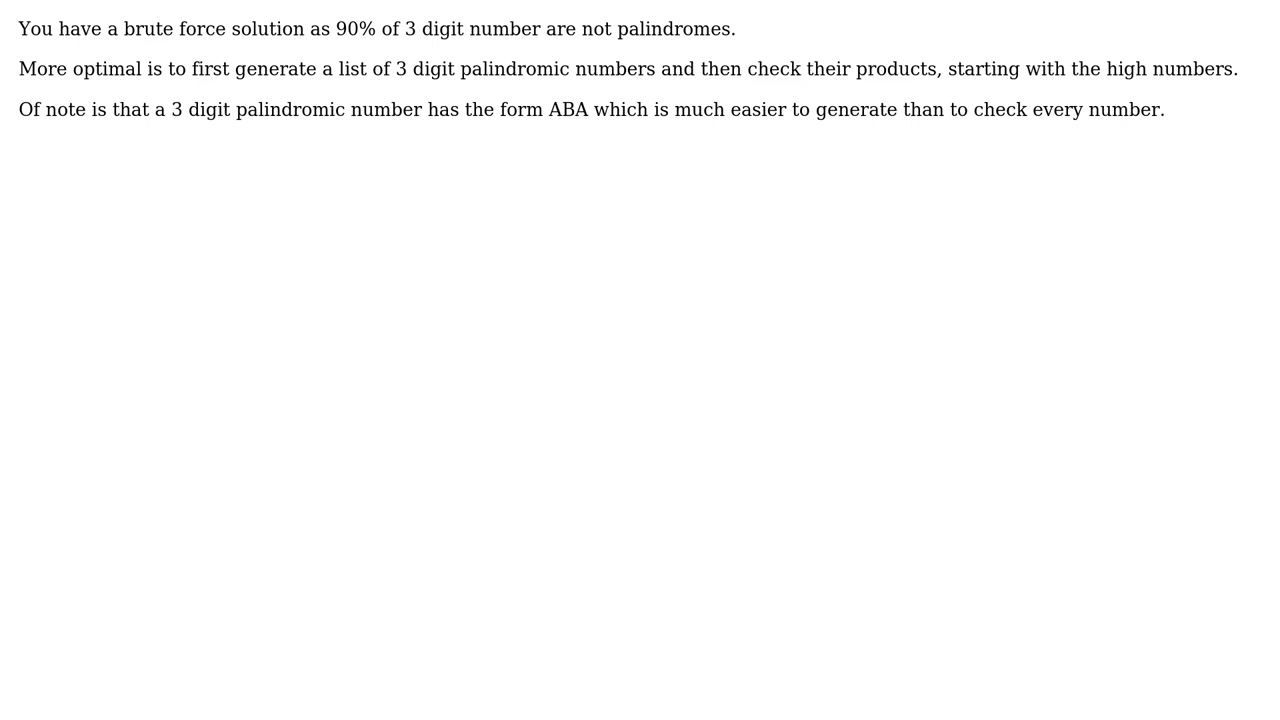 You have a brute force solution as 90% of 3 digit number are not palindromes.
More optimal is to first generate a list of 3 digit palindromic numbers and then check their products, starting with the high numbers.
Of note is that a 3 digit palindromic number has the form ABA which is much easier to generate than to check every number.